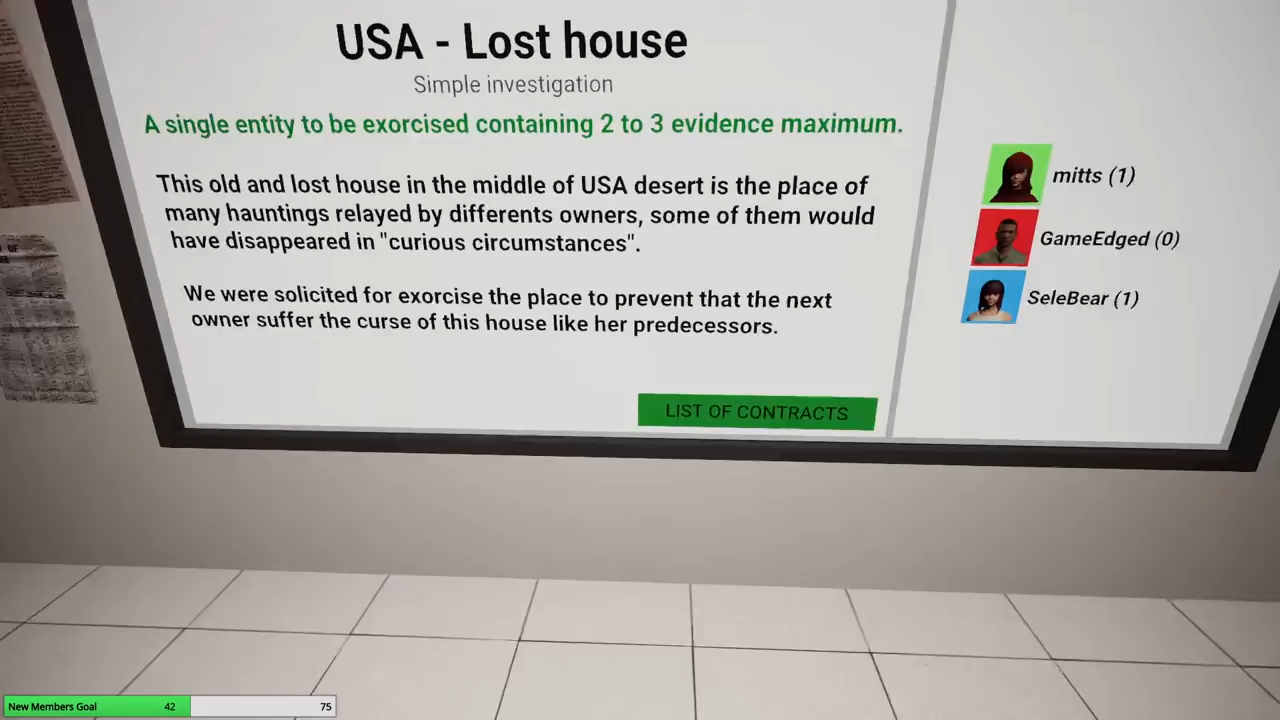 USA - Lost house
Simple investigation
A single entity to be exorcised containing 2 to 3 evidence maximum.
This old and lost house in the middle of USA desert is the place of
many hauntings relayed by differents owners, some of them would
have disappeared in "curious circumstances".
We were solicited for exorcise the place to prevent that the next
owner suffer the curse of this house like her predecessors.
LIST OF CONTRACTS
mitts (1)
GameEdged (0)
SeleBear (1)
New Members Goal 42 75